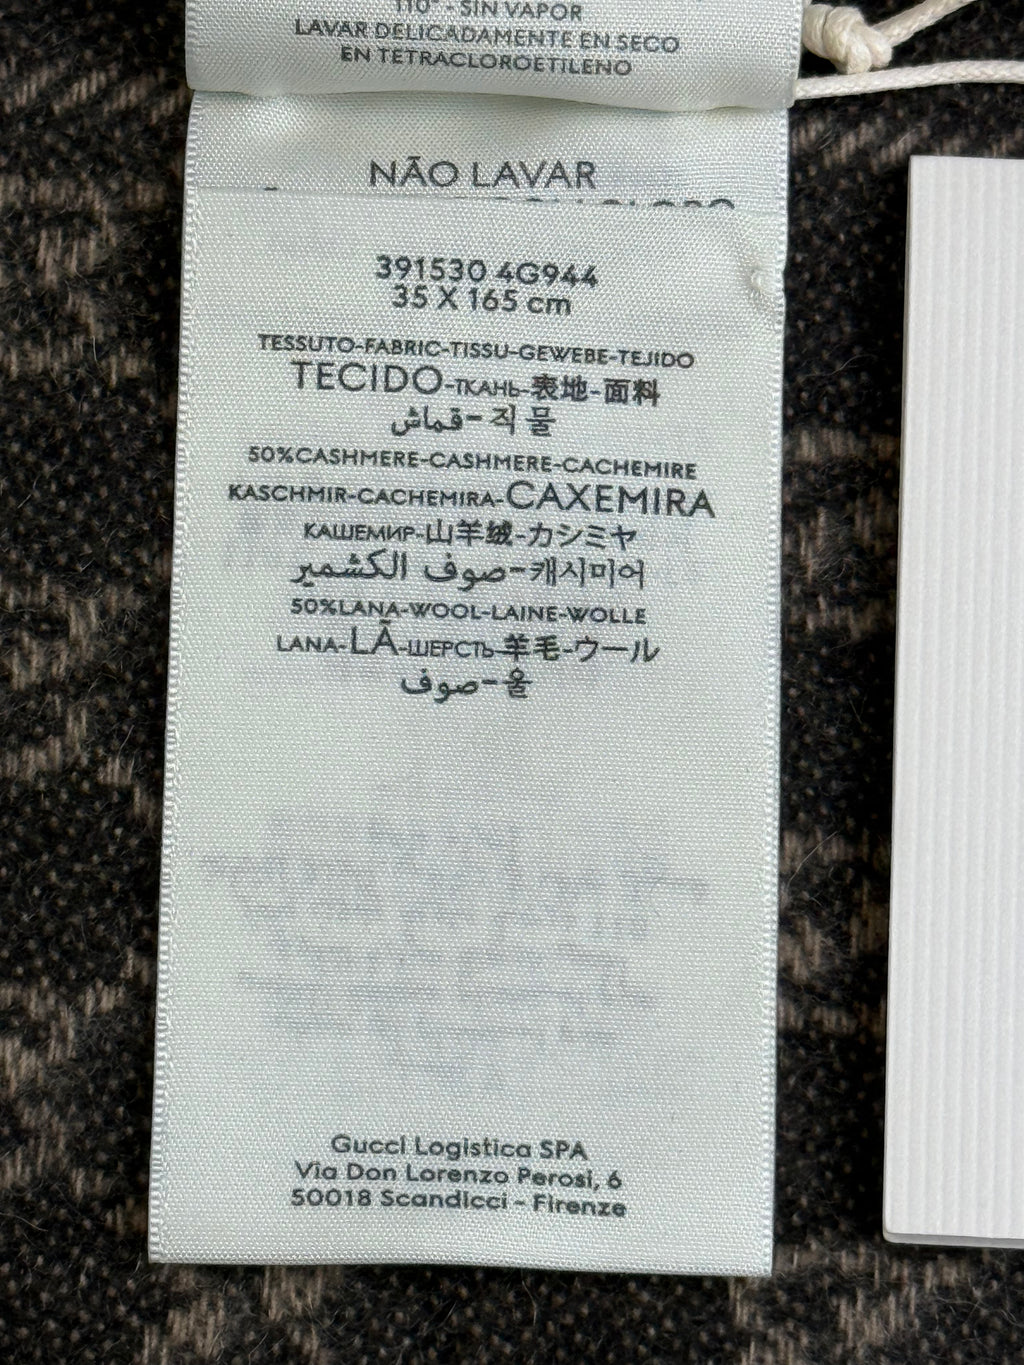 110° - SIN VAPOR
LAVAR DELICADAMENTE EN SECO
EN TETRACLOROETILENO
NÃO LAVAR
391530 4G944
35 X 165 cm
TESSUTO-FABRIC-TISSU-GEWEBE-TEJIDO
TECIDO-ТКАНЬ-表地-面料
قماش-직물
50%CASHMERE-CASHMERE-CACHEMIRE
KASCHMIR-CACHEMIRA-CAXEMIRA
КАШЕМИР-山羊绒-カシミヤ
صوف الكشمير-캐시미어
50%LANA-WOOL-LAINE-WOLLE
LANA-LÃ-ШЕРСТЬ-羊毛-ウール
صوف-울
Gucci Logistica SPA
Via Don Lorenzo Perosi, 6
50018 Scandicci - Firenze